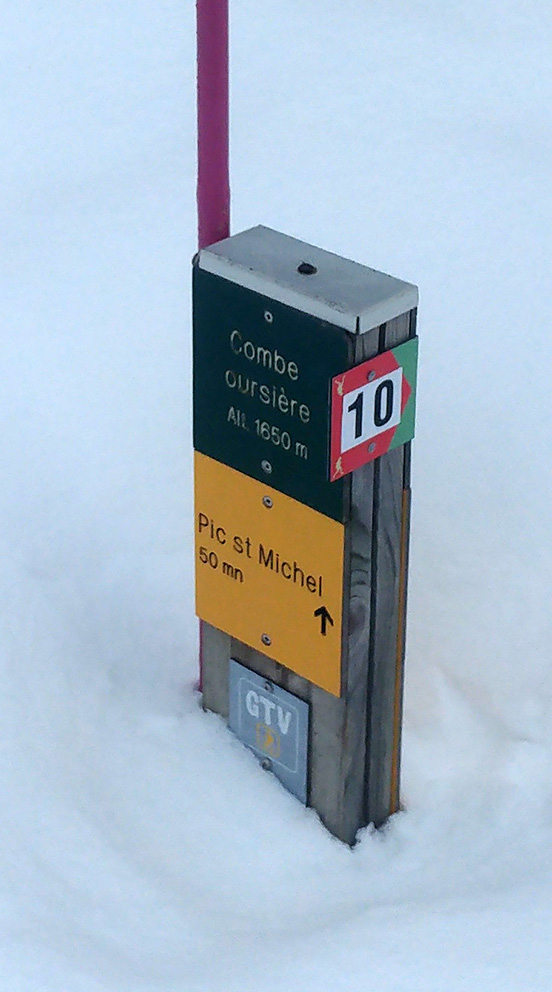 Combe
oursière
Alt. 1650 m
10
Pic st Michel
50 mn
↑
GTV